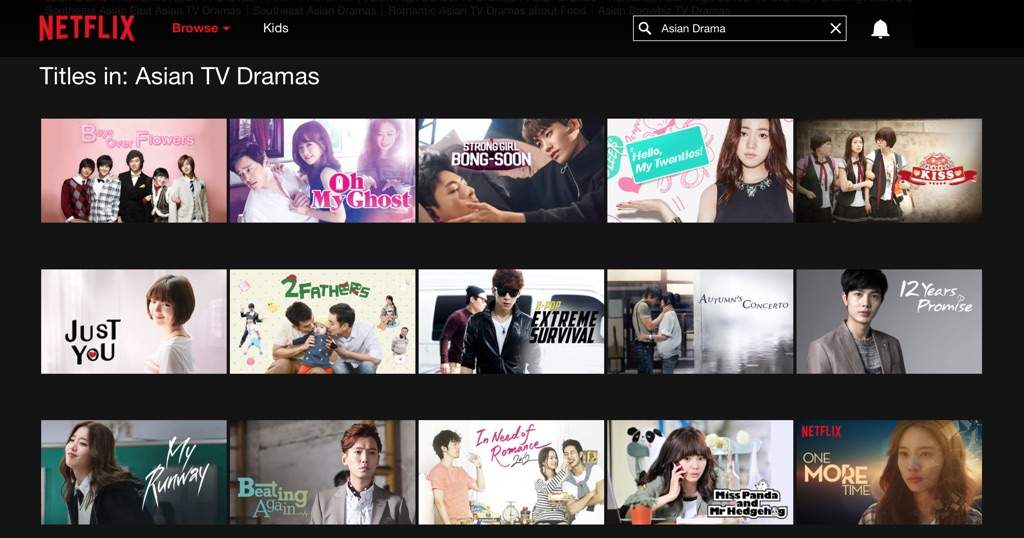 Southeast Asian East Asian TV Dramas | Southeast Asian Dramas | Romantic Asian TV Dramas about Food | Asian Showbiz TV Dramas
NETFLIX Browse Kids Asian Drama
Titles in: Asian TV Dramas
Boys
Over Flowers
Oh
My Ghost
STRONG GIRL
BONG-SOON
Hello,
My Twenties!
KISS
JUST
YOU
2 FATHERS
K-POP
EXTREME
SURVIVAL
AUTUMN'S CONCERTO
12 Years
Promise
My
Runway
Beating
Again
In Need of
Romance
Miss Panda
and
Mr Hedgehog
NETFLIX
ONE
MORE
TIME